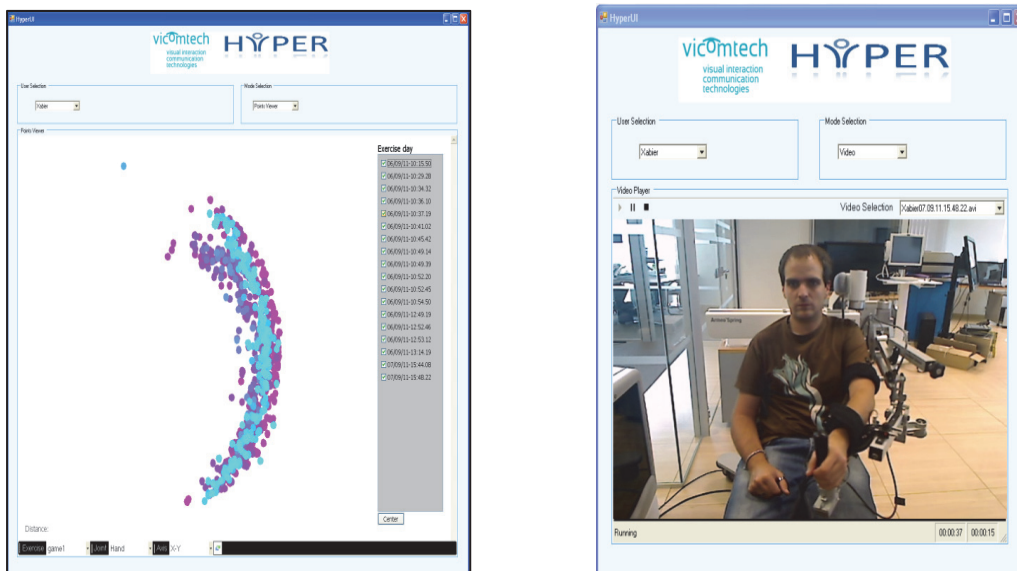 HyperUI
vicomtech
visual interaction
communication
technologies
HYPER
User Selection
Xabier
Mode Selection
Points Viewer
Points Viewer
Exercise day
06/09/11-10:15.50
06/09/11-10:29.28
06/09/11-10:34.32
06/09/11-10:36.10
06/09/11-10:37.19
06/09/11-10:41.02
06/09/11-10:45.42
06/09/11-10:49.14
06/09/11-10:49.39
06/09/11-10:52.20
06/09/11-10:52.45
06/09/11-10:54.50
06/09/11-12:49.19
06/09/11-12:52.46
06/09/11-12:53.12
06/09/11-13:14.19
07/09/11-15:44.08
07/09/11-15:48.22
Center
Distance:
Exercise game1 Joint Hand Axis X-Y
HyperUI
vicomtech
visual interaction
communication
technologies
HYPER
User Selection
Xabier
Mode Selection
Video
Video Player
Video Selection Xabier07.09.11.15.48.22.avi
Armeo Spring
Running 00:00:37 00:00:15